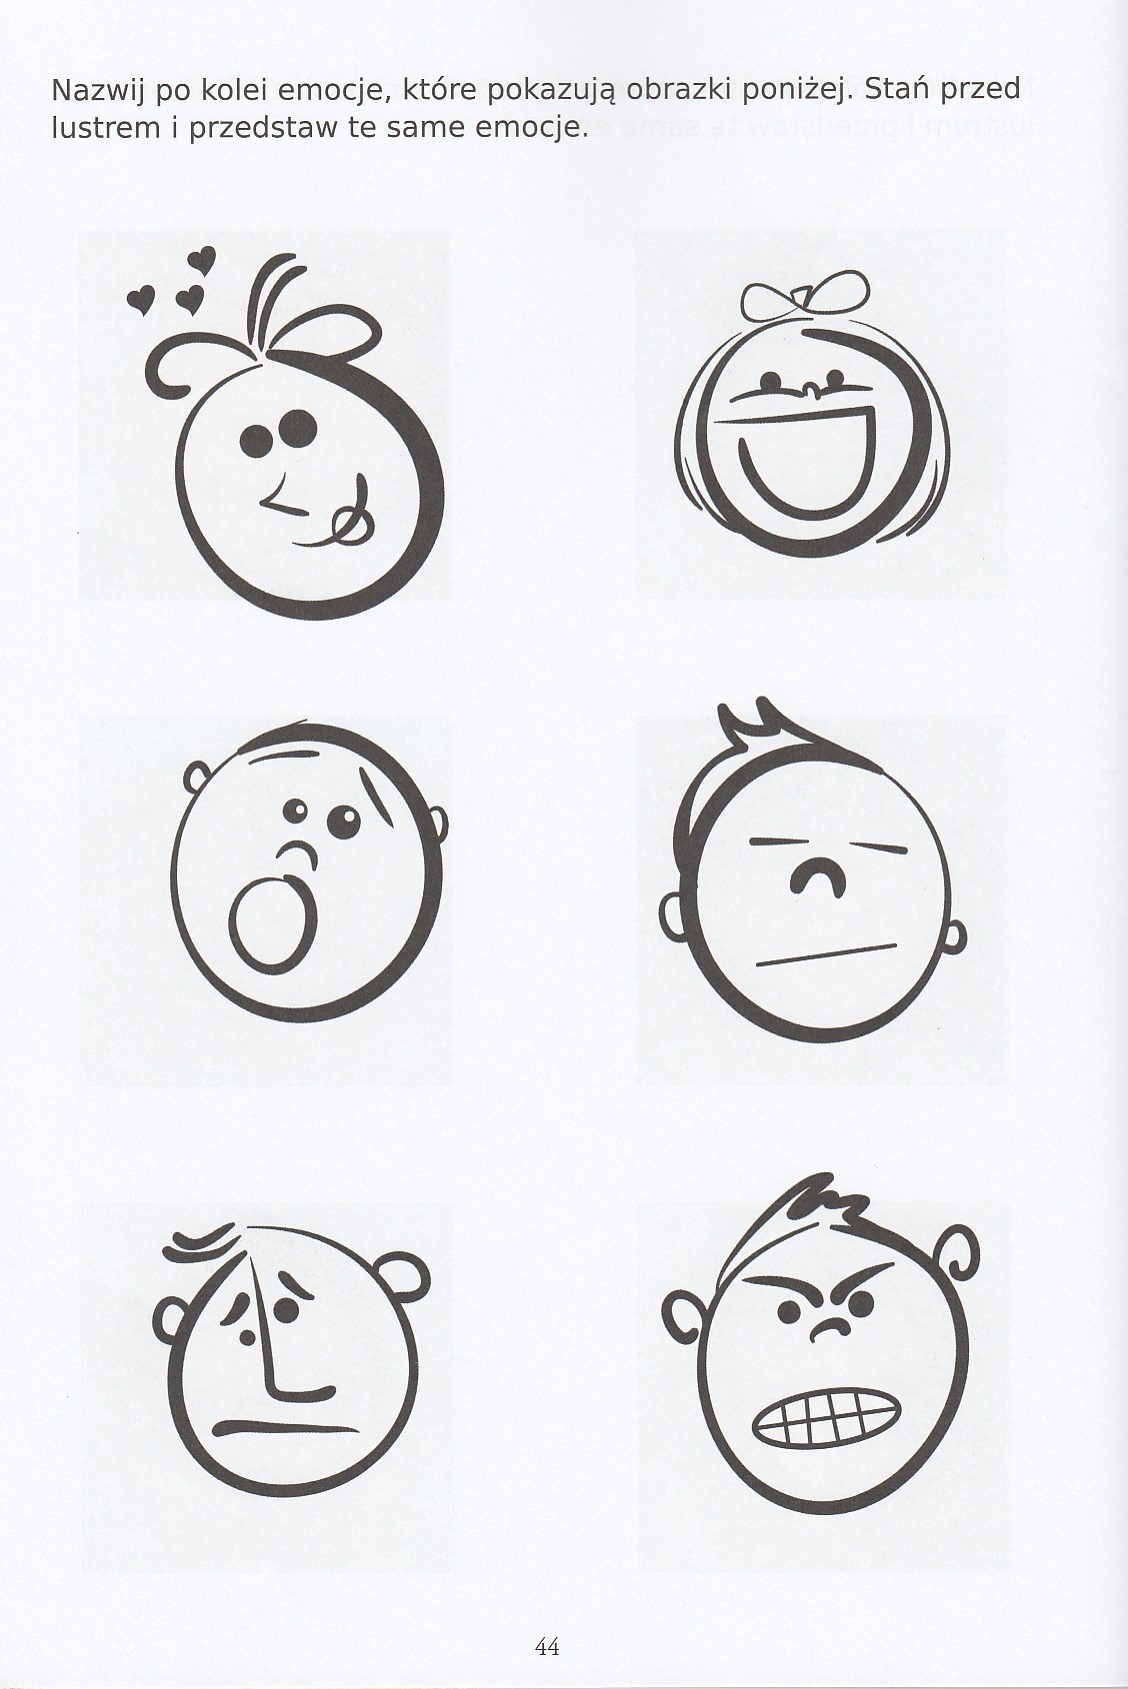 Nazwij po kolei emocje, które pokazują obrazki poniżej. Stań przed
lustrem i przedstaw te same emocje.
44